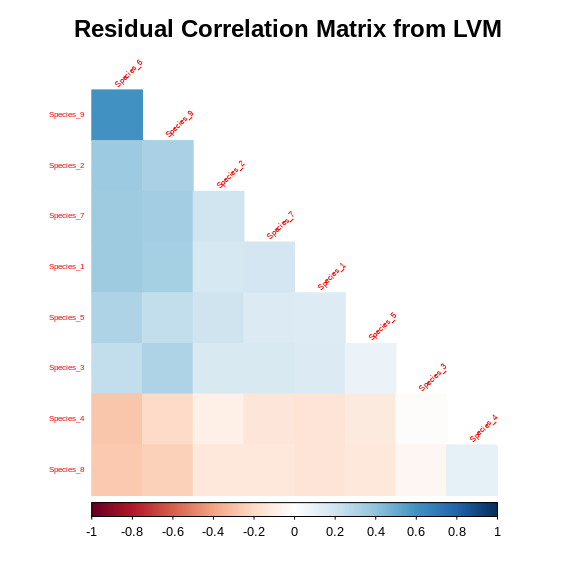 Residual Correlation Matrix from LVM
Species_6
Species_9
Species_9
Species_2
Species_2
Species_7
Species_7
Species_1
Species_1
Species_5
Species_5
Species_3
Species_3
Species_4
Species_4
Species_8
-1 -0.8 -0.6 -0.4 -0.2 0 0.2 0.4 0.6 0.8 1